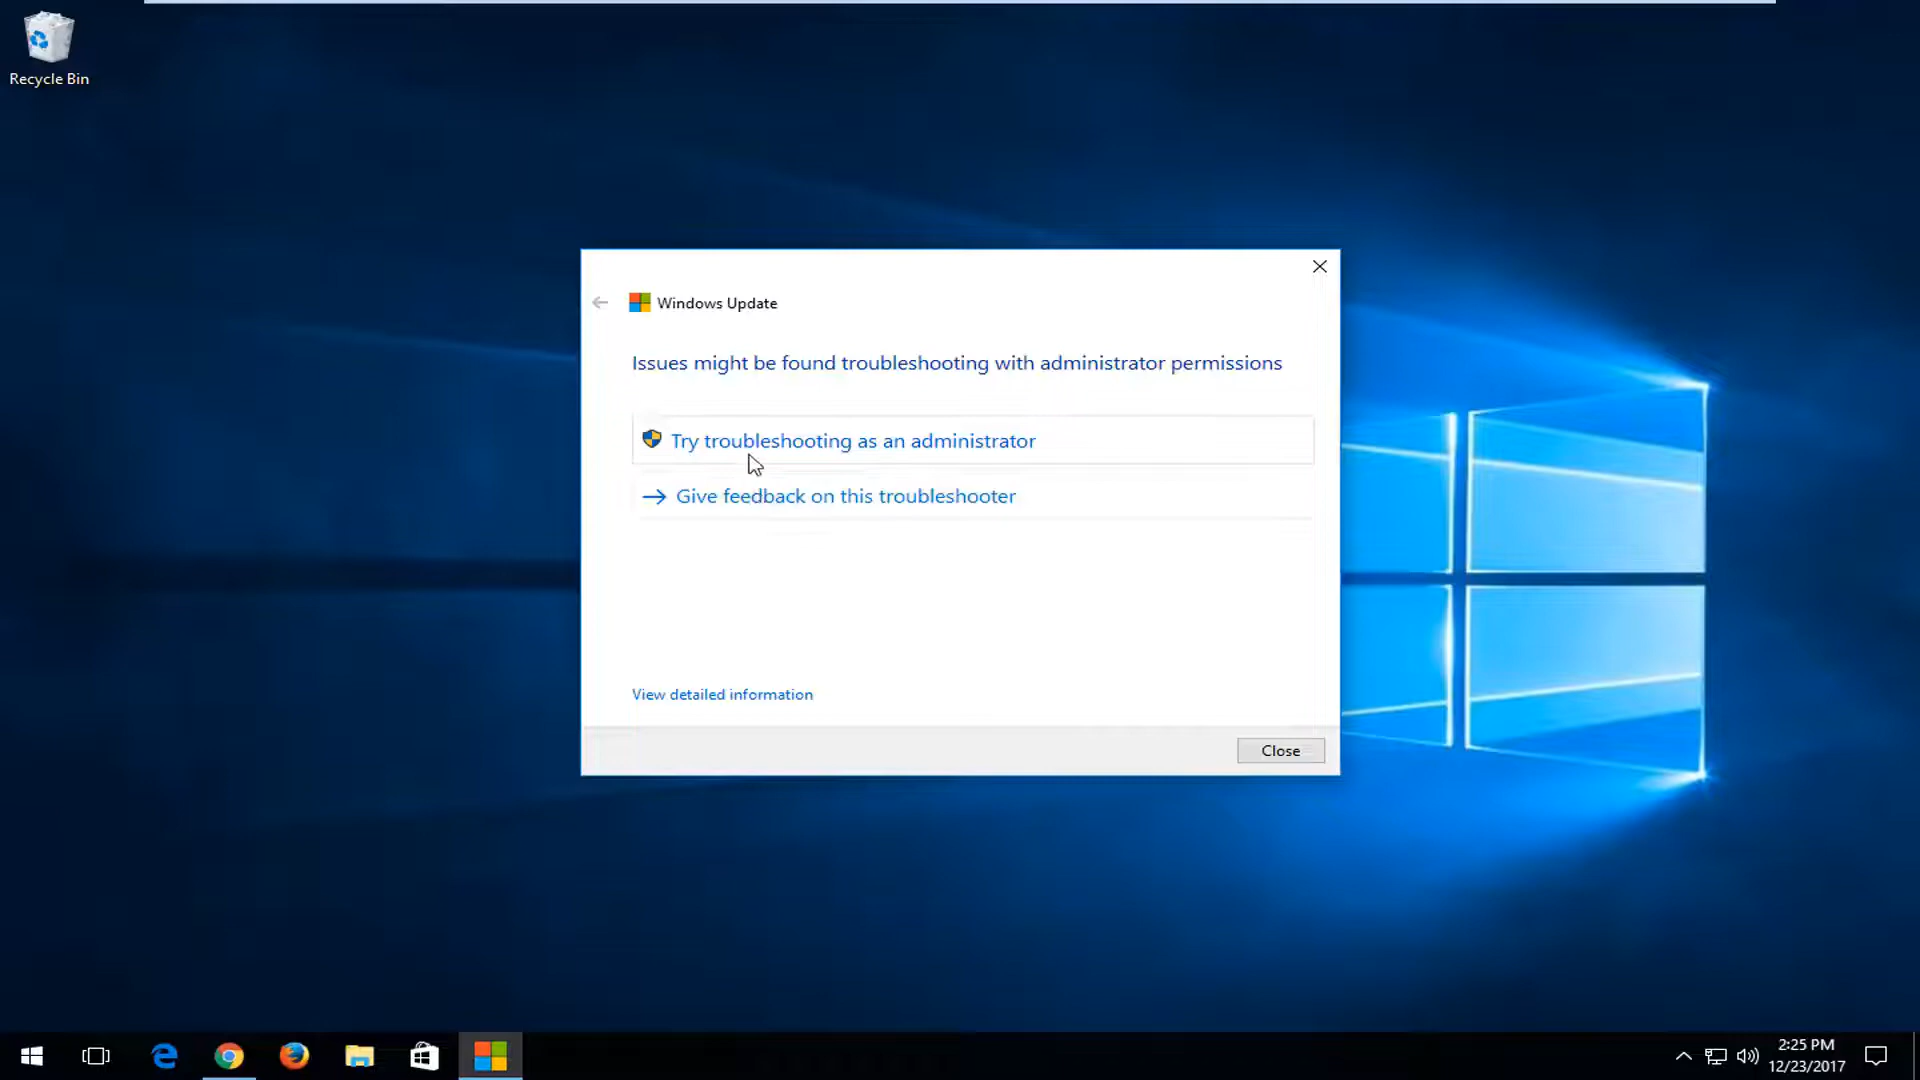 Recycle Bin
Windows Update
Issues might be found troubleshooting with administrator permissions
Try troubleshooting as an administrator
Give feedback on this troubleshooter
View detailed information
Close
2:25 PM
12/23/2017